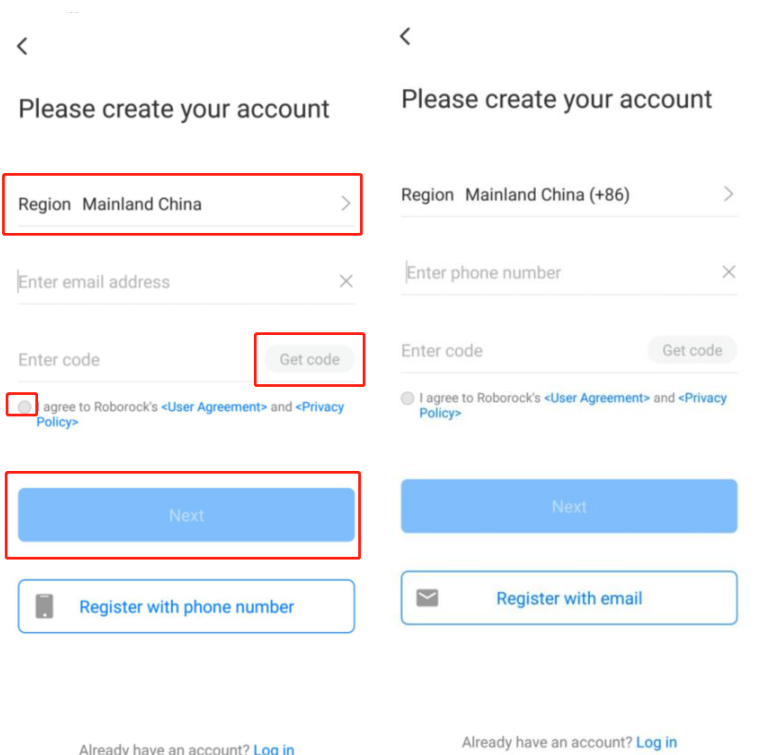 Please create your account
Region Mainland China
Enter email address
Enter code Get code
I agree to Roborock's <User Agreement> and <Privacy
Policy>
Next
Register with phone number
Already have an account? Log in
Please create your account
Region Mainland China (+86)
Enter phone number
Enter code Get code
I agree to Roborock's <User Agreement> and <Privacy
Policy>
Next
Register with email
Already have an account? Log in